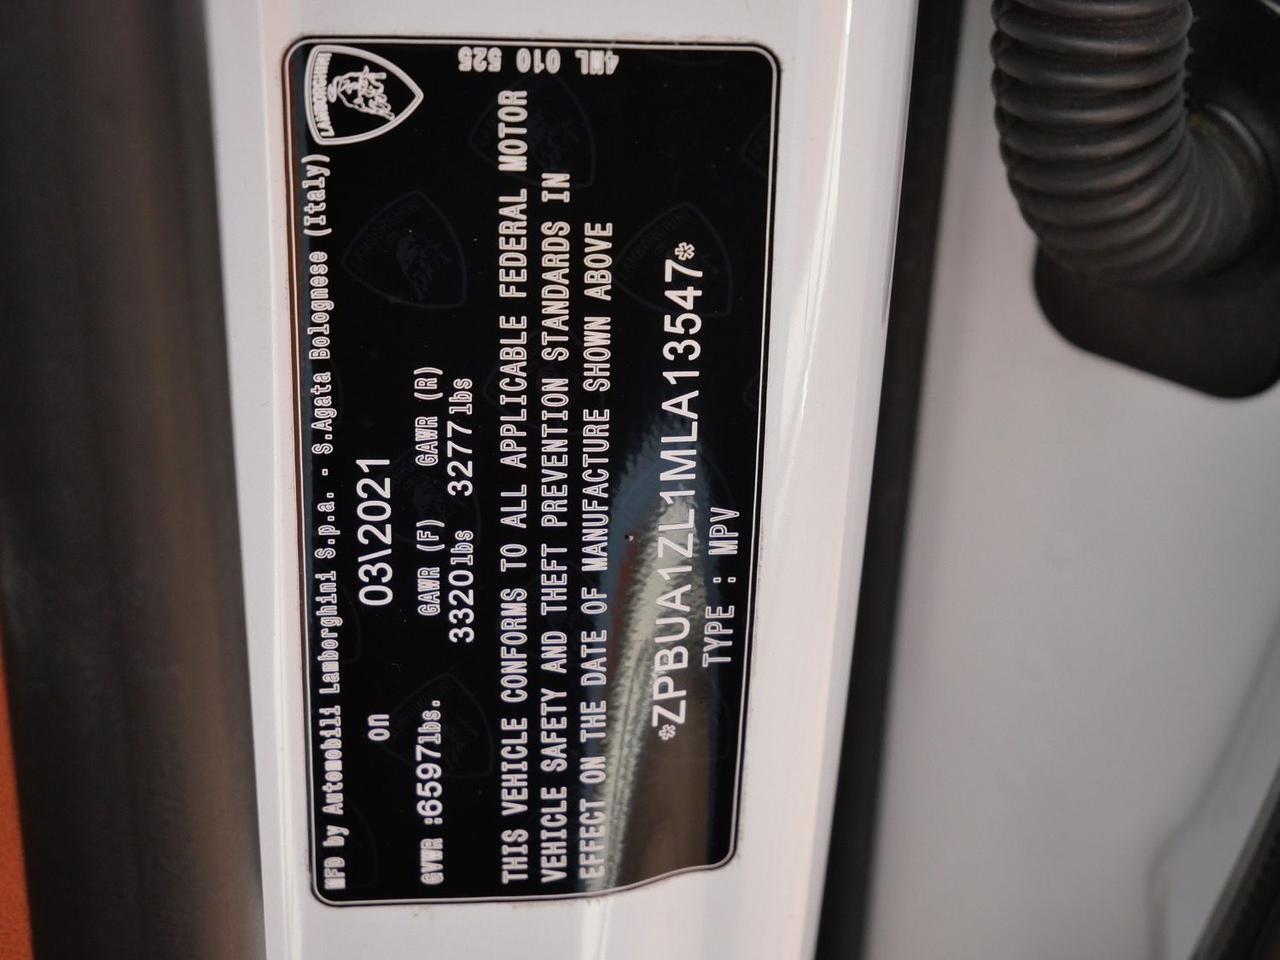 LAMBORGHINI
4ML 010 525
MFD by Automobili Lamborghini S.p.a. - S.Agata Bolognese (Italy)
on 03\2021
GVWR :6597lbs. GAWR (F) GAWR (R)
3320lbs 3277lbs
THIS VEHICLE CONFORMS TO ALL APPLICABLE FEDERAL MOTOR
VEHICLE SAFETY AND THEFT PREVENTION STANDARDS IN
EFFECT ON THE DATE OF MANUFACTURE SHOWN ABOVE
*ZPBUA1ZL1MLA13547*
TYPE : MPV